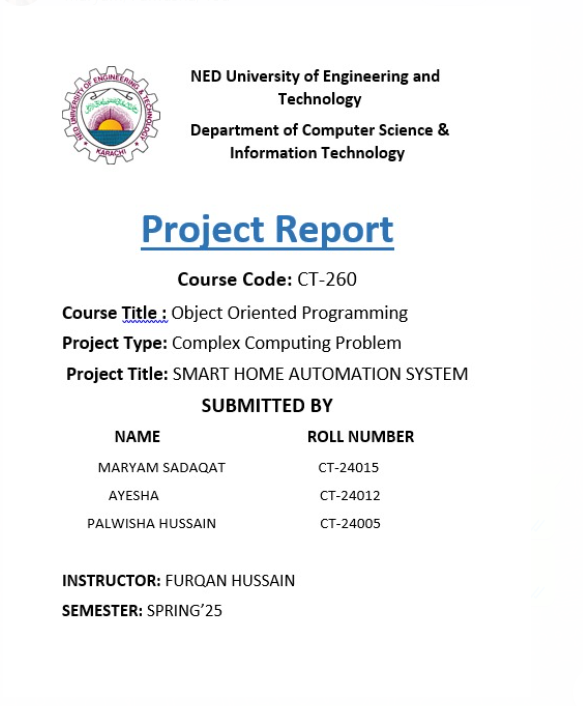 NED University of Engineering and
Technology
Department of Computer Science &
Information Technology
NED UNIVERSITY OF ENGINEERING & TECHNOLOGY
KARACHI
Project Report
Course Code: CT-260
Course Title : Object Oriented Programming
Project Type: Complex Computing Problem
Project Title: SMART HOME AUTOMATION SYSTEM
SUBMITTED BY
NAME ROLL NUMBER
MARYAM SADAQAT CT-24015
AYESHA CT-24012
PALWISHA HUSSAIN CT-24005
INSTRUCTOR: FURQAN HUSSAIN
SEMESTER: SPRING’25